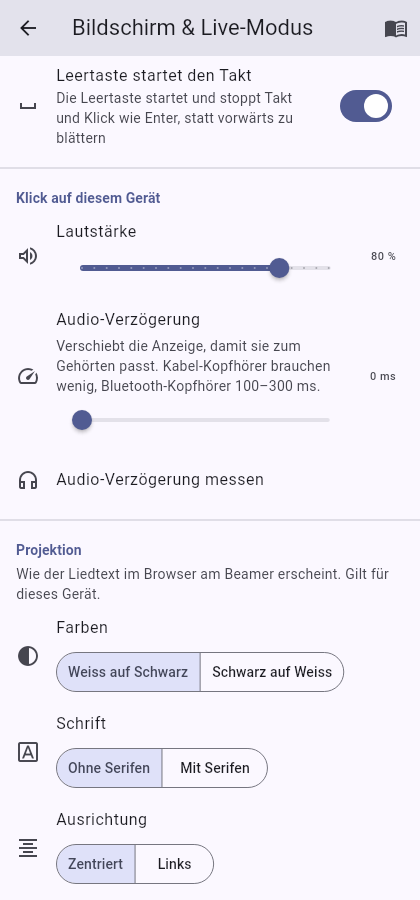 Bildschirm & Live-Modus
Leertaste startet den Takt
Die Leertaste startet und stoppt Takt
und Klick wie Enter, statt vorwärts zu
blättern
Klick auf diesem Gerät
Lautstärke
80 %
Audio-Verzögerung
Verschiebt die Anzeige, damit sie zum
Gehörten passt. Kabel-Kopfhörer brauchen
wenig, Bluetooth-Kopfhörer 100–300 ms.
0 ms
Audio-Verzögerung messen
Projektion
Wie der Liedtext im Browser am Beamer erscheint. Gilt für
dieses Gerät.
Farben
Weiss auf Schwarz Schwarz auf Weiss
Schrift
Ohne Serifen Mit Serifen
Ausrichtung
Zentriert Links